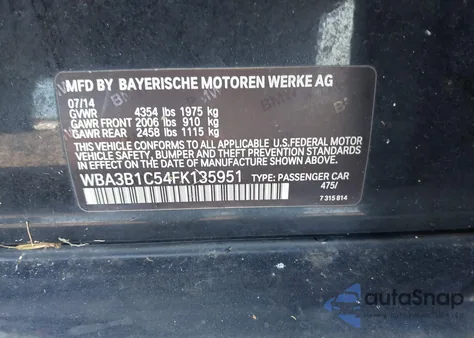 MFD BY BAYERISCHE MOTOREN WERKE AG
07/14
GVWR 4354 lbs 1975 kg
GAWR FRONT 2006 lbs 910 kg
GAWR REAR 2458 lbs 1115 kg
THIS VEHICLE CONFORMS TO ALL APPLICABLE
U.S.FEDERAL MOTOR
VEHICLE SAFETY, BUMPER, AND THEFT PREVENTION STANDARDS
IN EFFECT ON THE DATE OF MANUFACTURE SHOWN ABOVE.
WBA3B1C54FK135951 TYPE: PASSENGER CAR
475/
7 315 814
autoSnap